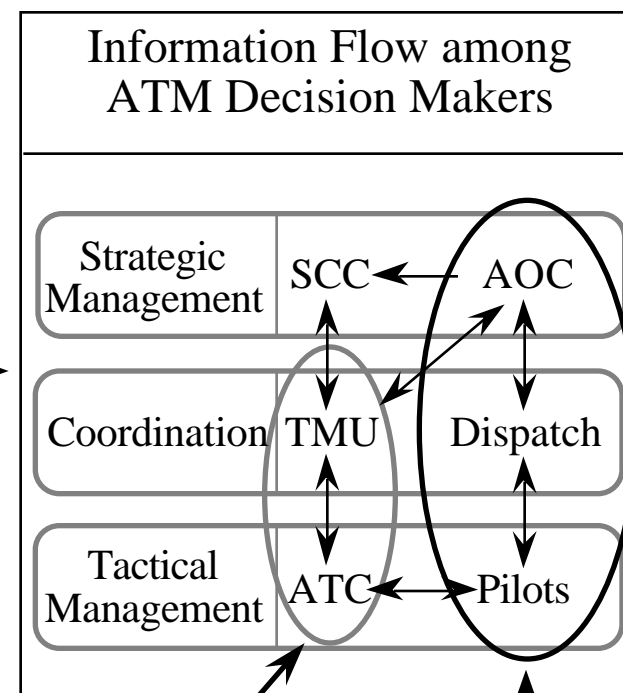 Information Flow among
ATM Decision Makers
Strategic
Management
SCC
AOC
Coordination
TMU
Dispatch
Tactical
Management
ATC
Pilots